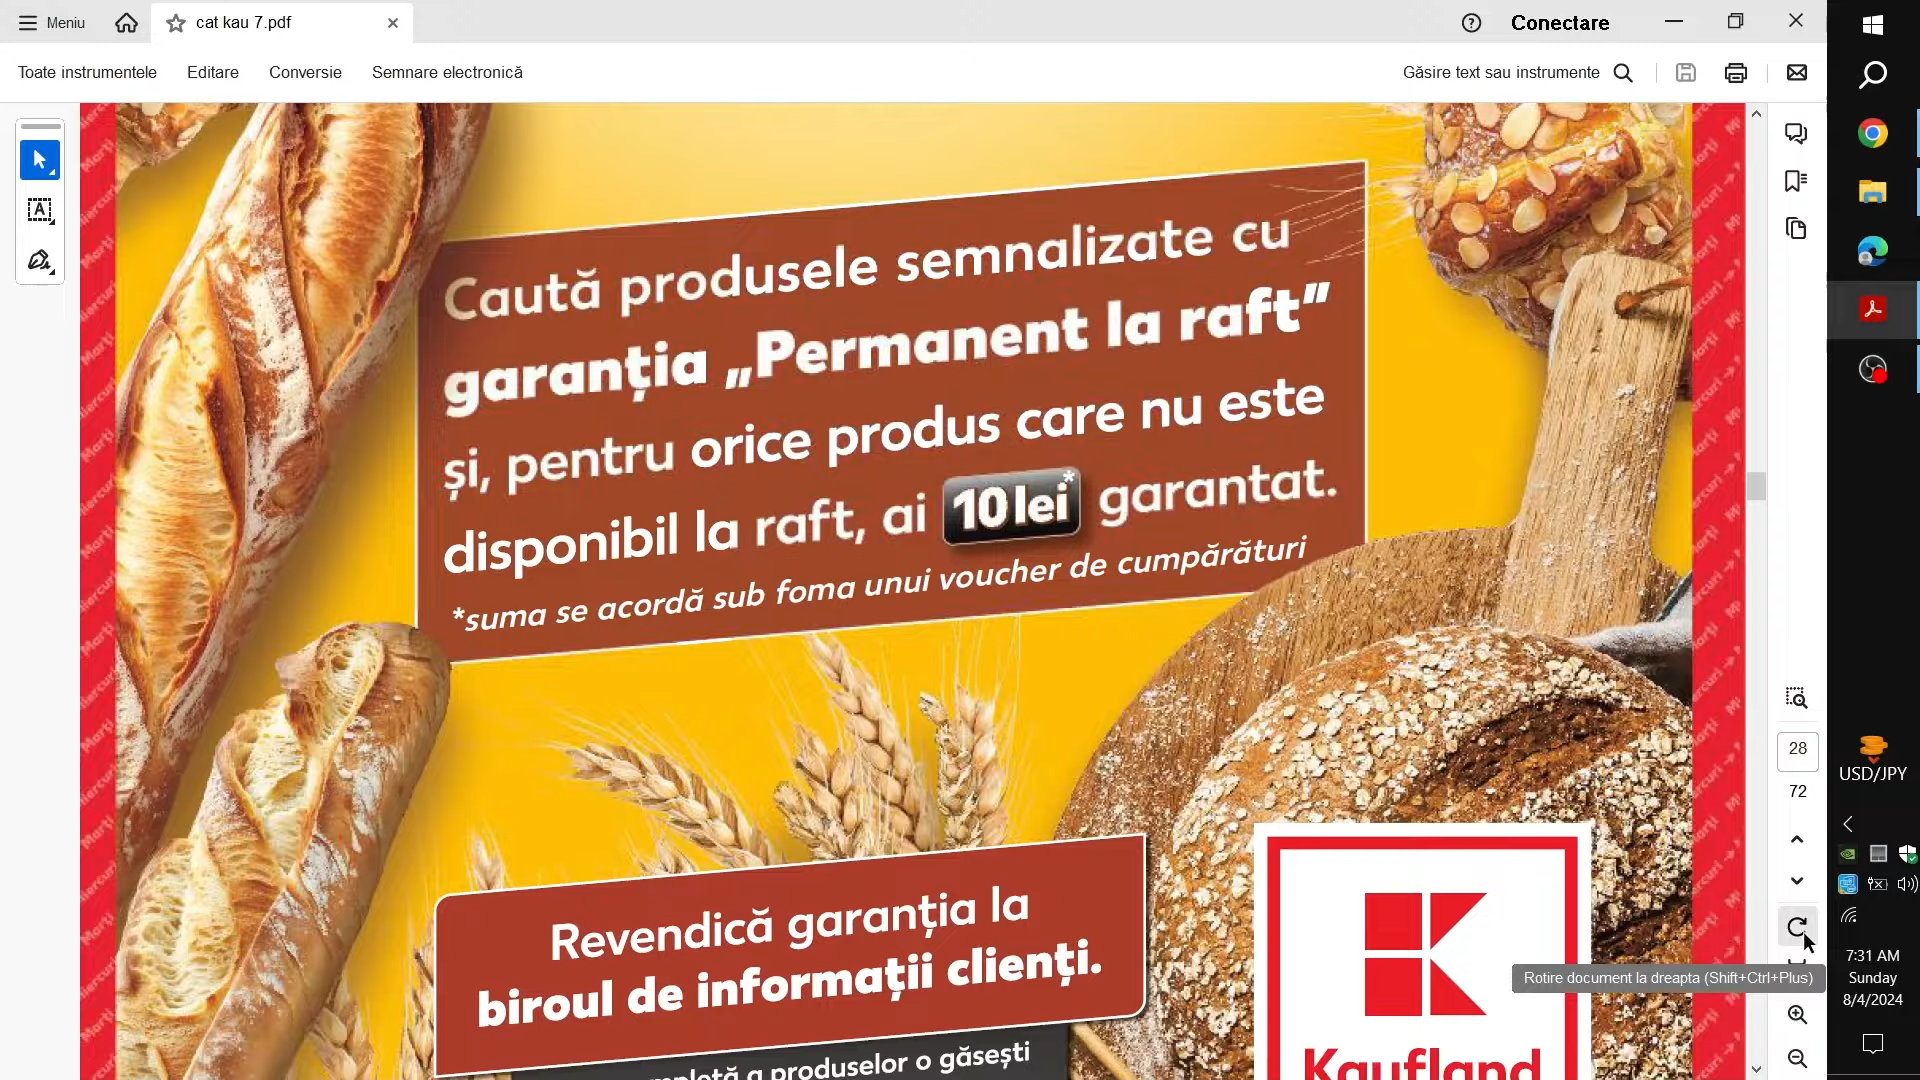 Meniu
cat kau 7.pdf
Conectare
Toate instrumentele
Editare
Conversie
Semnare electronică
Găsire text sau instrumente
Caută produsele semnalizate cu
garanția „Permanent la raft"
și, pentru orice produs care nu este
disponibil la raft, ai 10 lei* garantat.
*suma se acordă sub foma unui voucher de cumpărături
Revendică garanția la
biroul de informații clienți.
a produselor o găsești
Kaufland
28
72
Rotire document la dreapta (Shift+Ctrl+Plus)
USD/JPY
7:31 AM
Sunday
8/4/2024